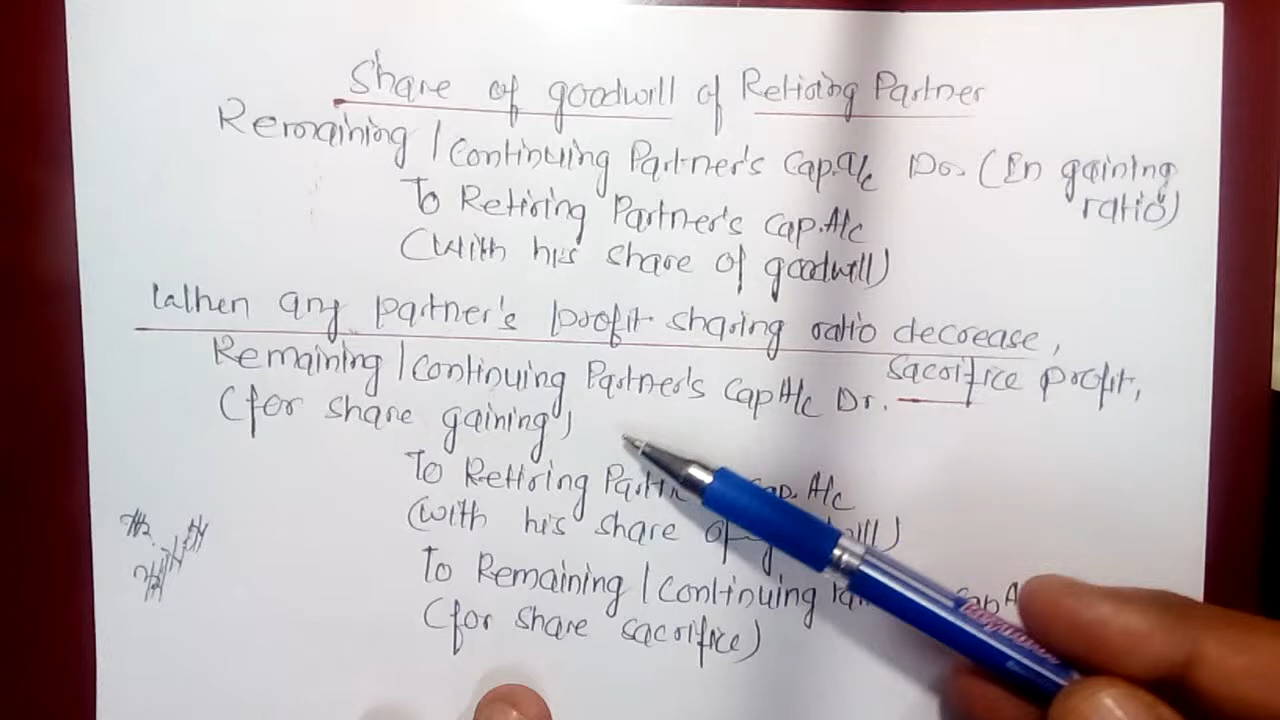 Share of goodwill of Retiring Partner
Remaining / Continuing Partner's Cap.A/c Dr. (In gaining
ratio)
To Retiring Partner's Cap.A/c
(With his share of goodwill)
When any partner's profit sharing ratio decrease,
sacrifice profit,
Remaining / Continuing Partner's Cap A/c Dr.
(for share gaining)
To Retiring Cap. A/c
(with his share
To Remaining / Continuing Cap A
(for share sacrifice)